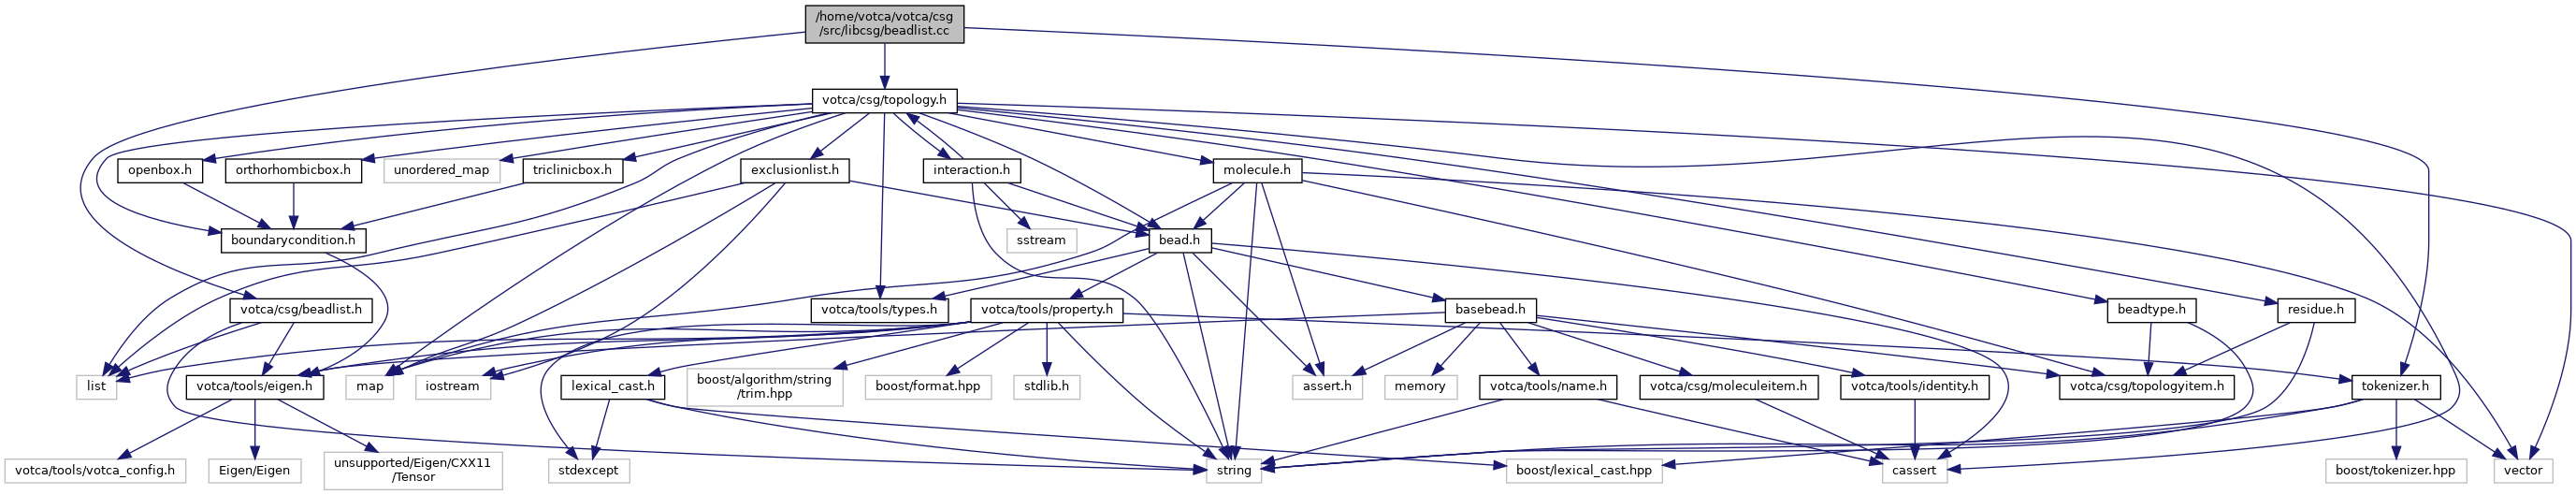 /home/votca/votca/csg
/src/libcsg/beadlist.cc
votca/csg/topology.h
openbox.h
orthorhombicbox.h
unordered_map
triclinicbox.h
exclusionlist.h
interaction.h
molecule.h
boundarycondition.h
sstream
bead.h
votca/csg/beadlist.h
votca/tools/types.h
votca/tools/property.h
basebead.h
beadtype.h
residue.h
list
votca/tools/eigen.h
map
iostream
lexical_cast.h
boost/algorithm/string
/trim.hpp
boost/format.hpp
stdlib.h
assert.h
memory
votca/tools/name.h
votca/csg/moleculeitem.h
votca/tools/identity.h
votca/csg/topologyitem.h
tokenizer.h
votca/tools/votca_config.h
Eigen/Eigen
unsupported/Eigen/CXX11
/Tensor
stdexcept
string
boost/lexical_cast.hpp
cassert
boost/tokenizer.hpp
vector